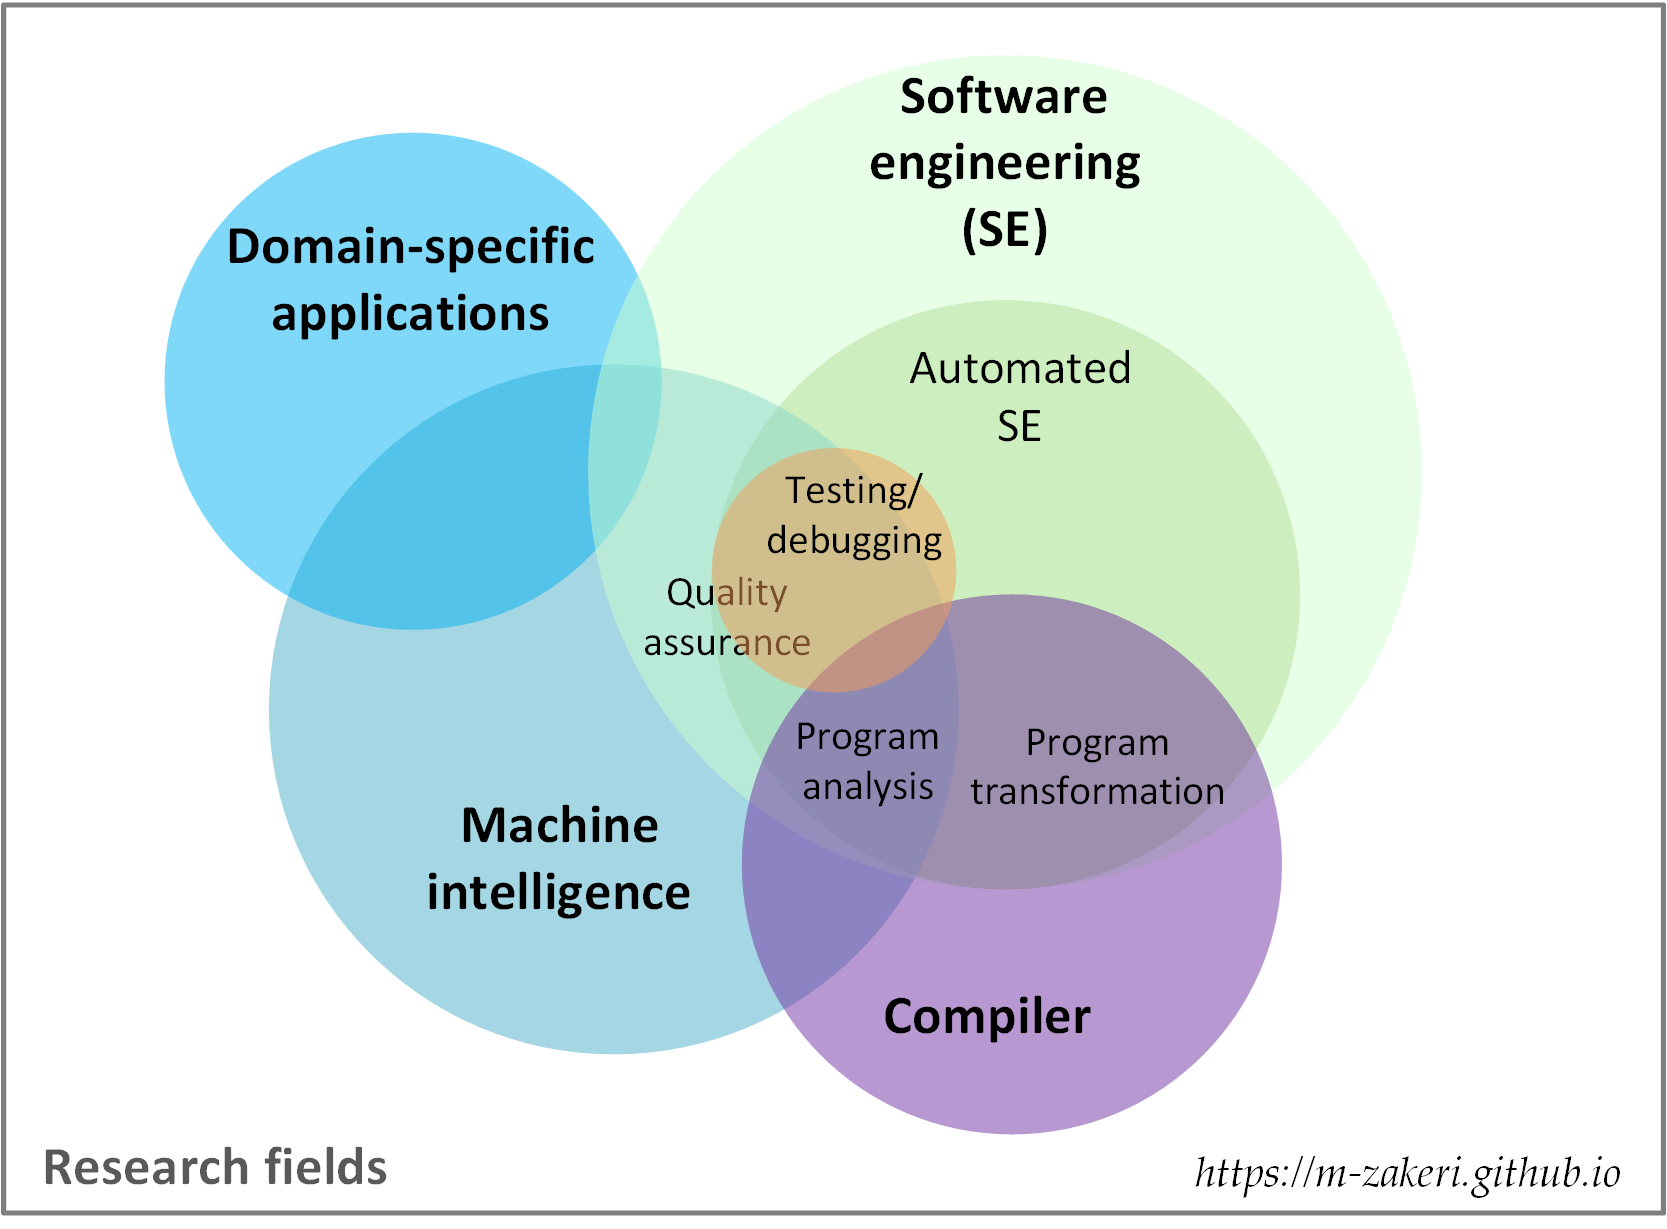 Software
engineering
(SE)
Domain-specific
applications
Automated
SE
Testing/
debugging
Quality
assurance
Program
analysis
Program
transformation
Machine
intelligence
Compiler
Research fields
https://m-zakeri.github.io